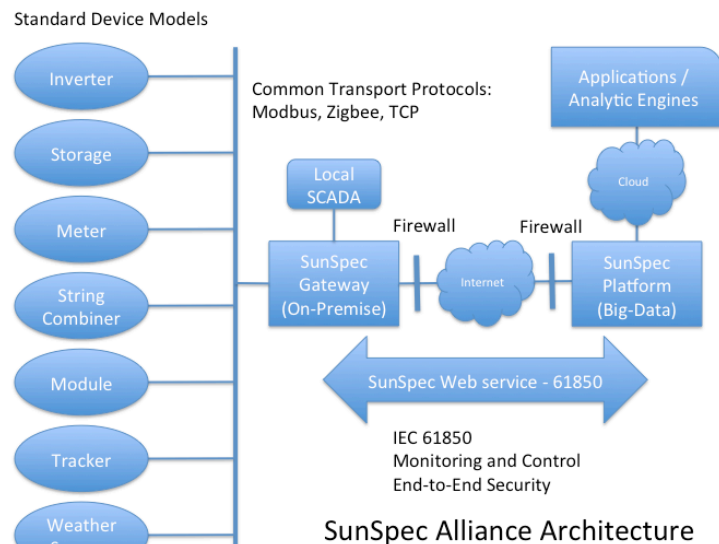 Standard Device Models
Inverter
Storage
Meter
String
Combiner
Module
Tracker
Weather
Common Transport Protocols:
Modbus, Zigbee, TCP
Local
SCADA
SunSpec
Gateway
(On-Premise)
Firewall
Internet
Firewall
Applications /
Analytic Engines
Cloud
SunSpec
Platform
(Big-Data)
SunSpec Web service - 61850
IEC 61850
Monitoring and Control
End-to-End Security
SunSpec Alliance Architecture